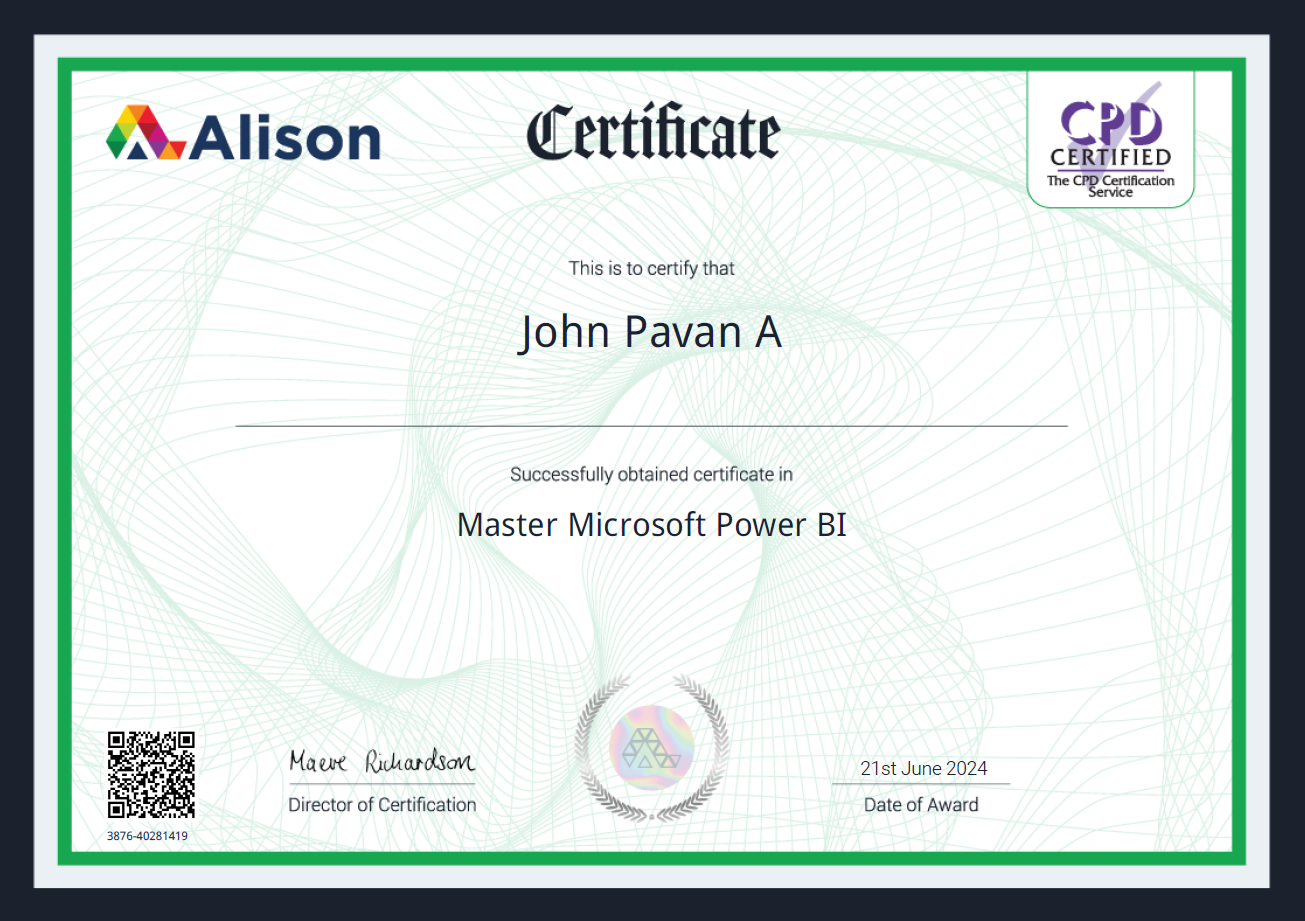 Alison
Certificate
CPD
CERTIFIED
The CPD Certification
Service
This is to certify that
John Pavan A
Successfully obtained certificate in
Master Microsoft Power BI
Maeve Richardson
Director of Certification
21st June 2024
Date of Award
3876-40281419